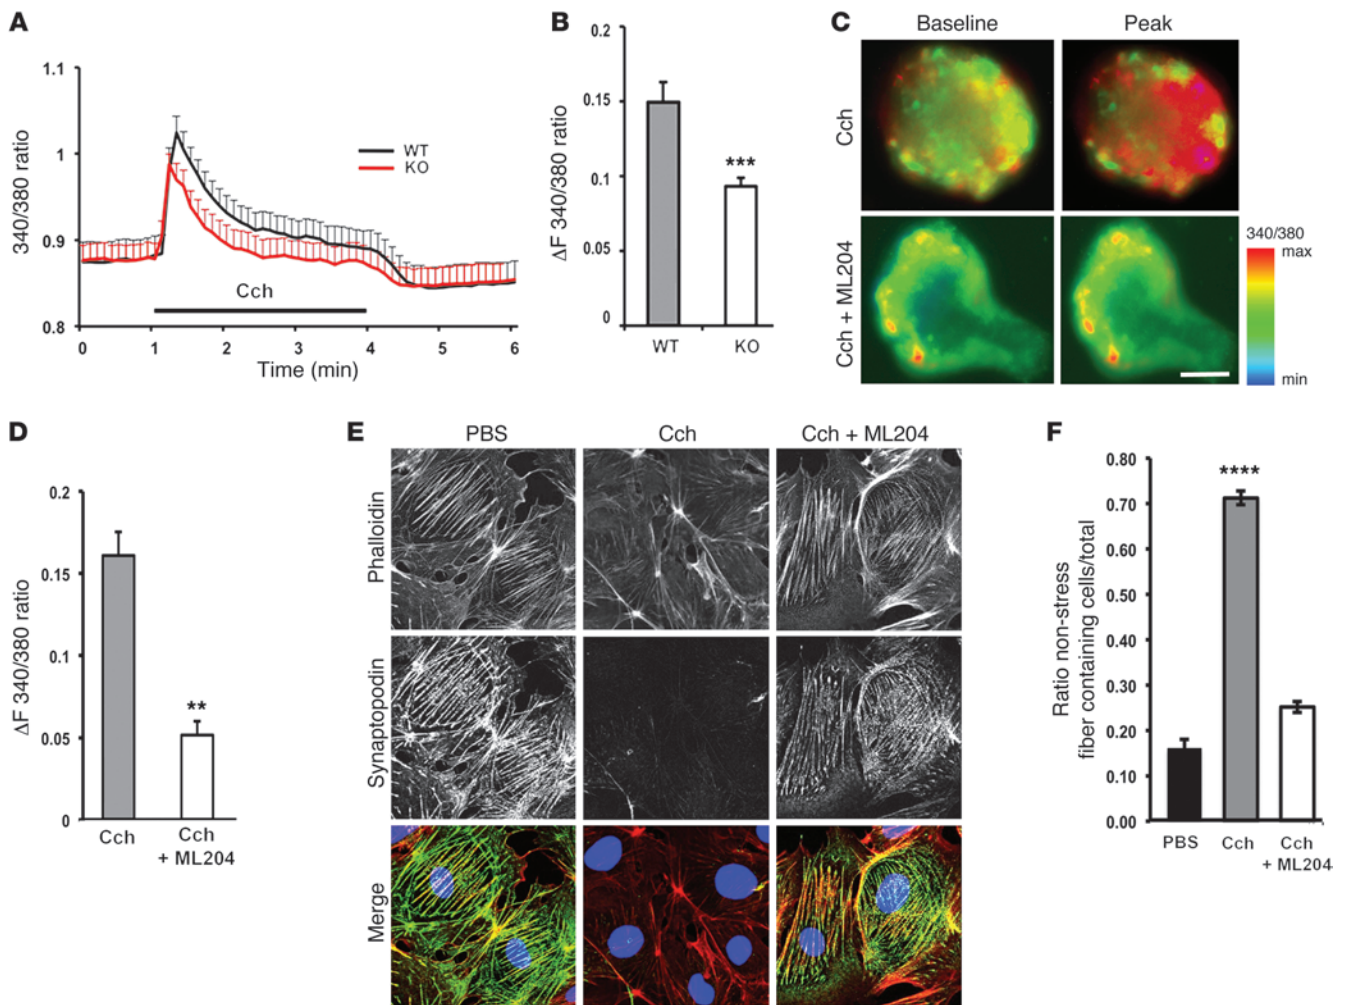 A
340/380 ratio
1.1
1
0.9
0.8
WT
KO
Cch
0 1 2 3 4 5 6
Time (min)
B
ΔF 340/380 ratio
0.2
0.15
0.1
0.05
0
***
WT KO
C
Baseline Peak
Cch
Cch + ML204
340/380
max
min
D
ΔF 340/380 ratio
0.2
0.15
0.1
0.05
0
**
Cch Cch
+ ML204
E
PBS Cch Cch + ML204
Phalloidin
Synaptopodin
Merge
F
Ratio non-stress
fiber containing cells/total
0.80
0.70
0.60
0.50
0.40
0.30
0.20
0.10
0.00
****
PBS Cch Cch
+ ML204